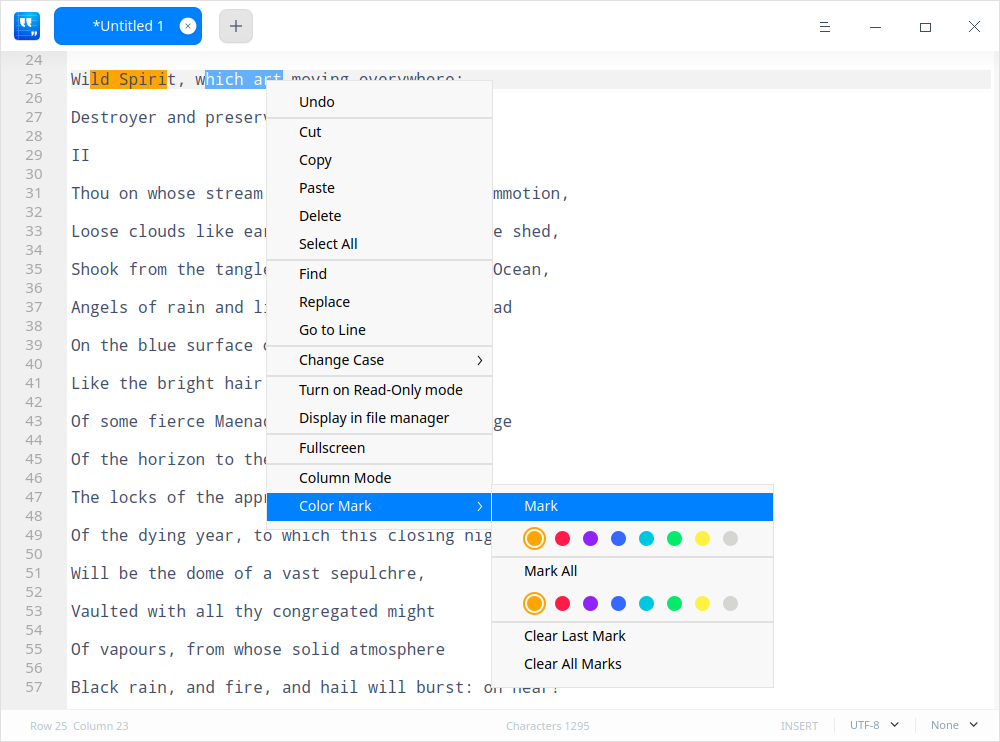 *Untitled 1
24
25 Wild Spirit, which art moving everywhere;
26
27 Destroyer and preserv
28
29 II
30
31 Thou on whose stream mmotion,
32
33 Loose clouds like ear e shed,
34
35 Shook from the tangle Ocean,
36
37 Angels of rain and li ad
38
39 On the blue surface o
40
41 Like the bright hair
42
43 Of some fierce Maenad ge
44
45 Of the horizon to the
46
47 The locks of the appr
48
49 Of the dying year, to which this closing nig
50
51 Will be the dome of a vast sepulchre,
52
53 Vaulted with all thy congregated might
54
55 Of vapours, from whose solid atmosphere
56
57 Black rain, and fire, and hail will burst: oh hear!
Undo
Cut
Copy
Paste
Delete
Select All
Find
Replace
Go to Line
Change Case
Turn on Read-Only mode
Display in file manager
Fullscreen
Column Mode
Color Mark
Mark
Mark All
Clear Last Mark
Clear All Marks
Row 25 Column 23 Characters 1295 INSERT UTF-8 None